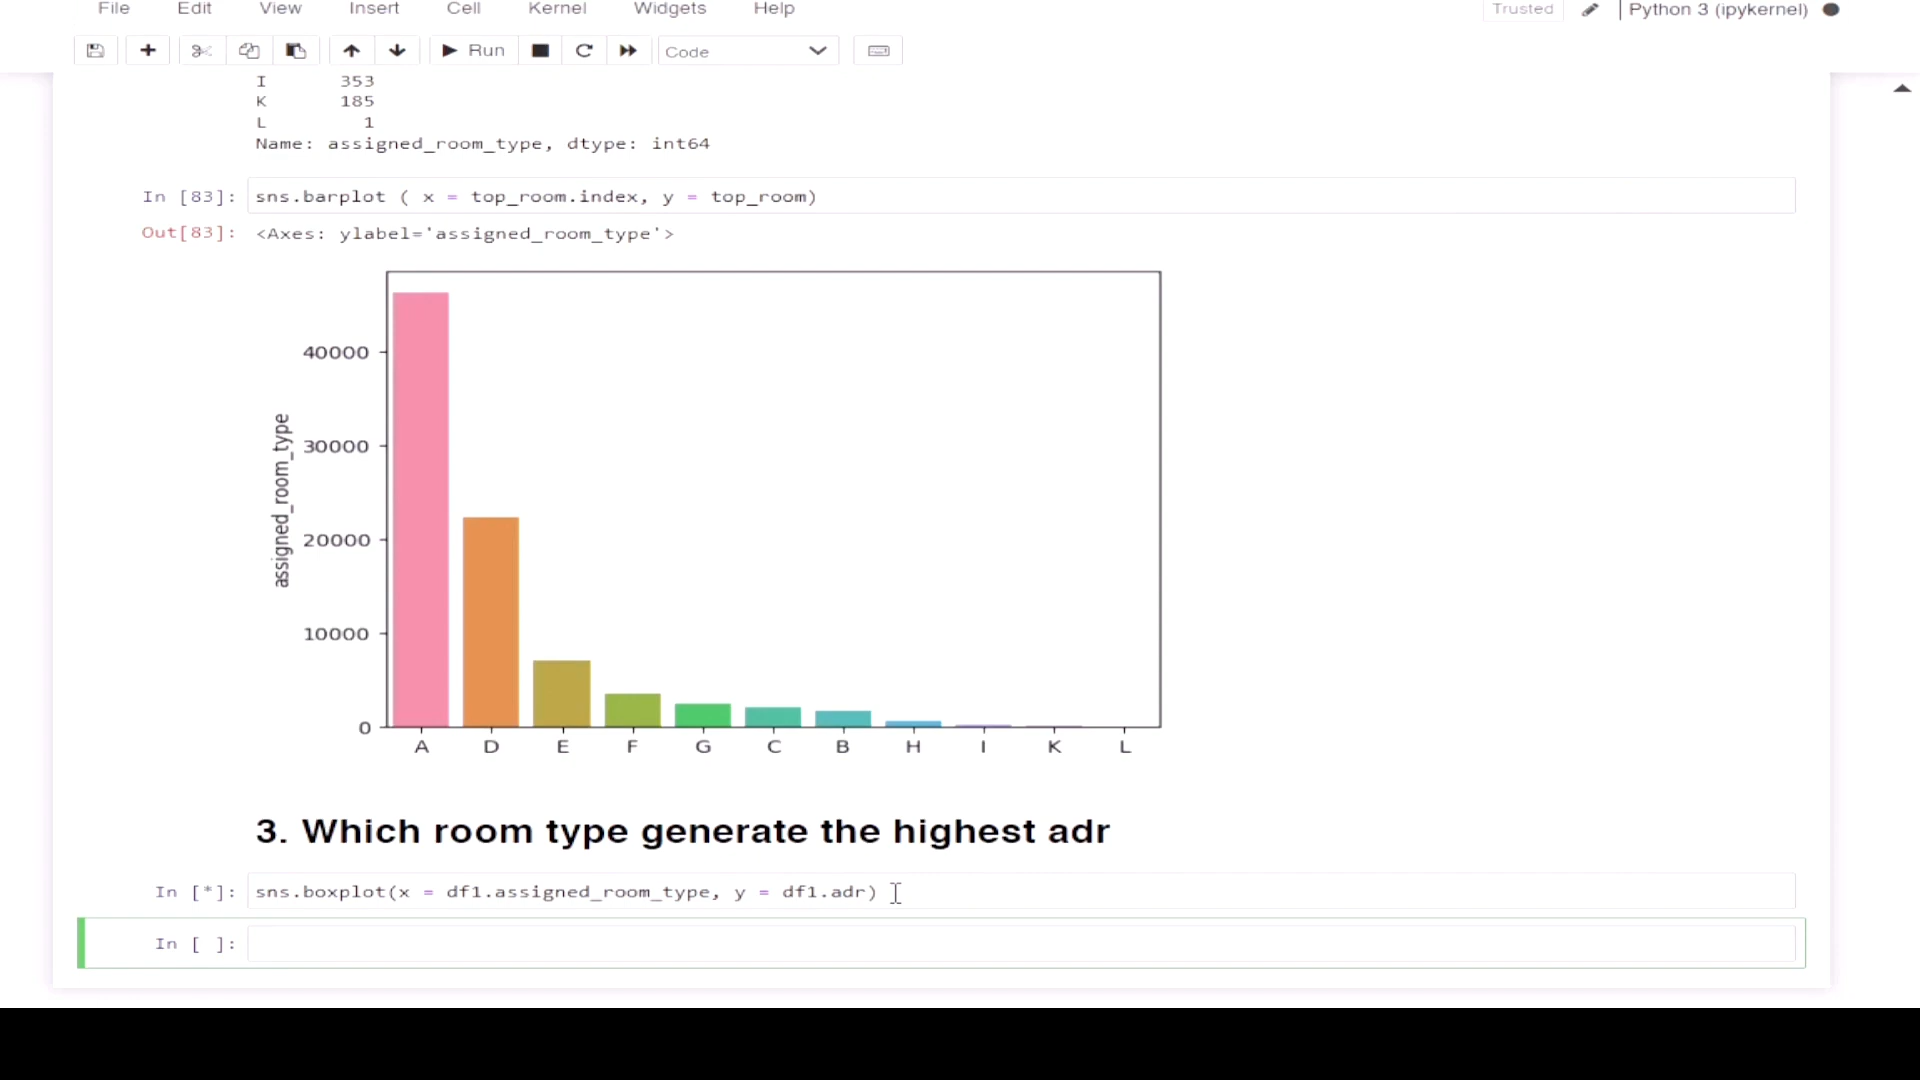 File Edit View Insert Cell Kernel Widgets Help
Trusted Python 3 (ipykernel)
Run Code
I 353
K 185
L 1
Name: assigned_room_type, dtype: int64
In [83]: sns.barplot ( x = top_room.index, y = top_room)
Out[83]: <Axes: ylabel='assigned_room_type'>
assigned_room_type
40000
30000
20000
10000
0
A D E F G C B H I K L
3. Which room type generate the highest adr
In [*]: sns.boxplot(x = df1.assigned_room_type, y = df1.adr)
In [ ]: